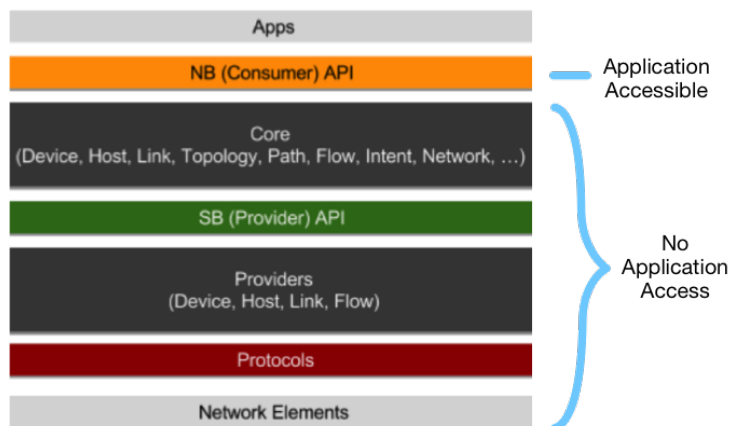 Apps
NB (Consumer) API
Application
Accessible
Core
(Device, Host, Link, Topology, Path, Flow, Intent, Network, ...)
SB (Provider) API
No
Application
Access
Providers
(Device, Host, Link, Flow)
Protocols
Network Elements